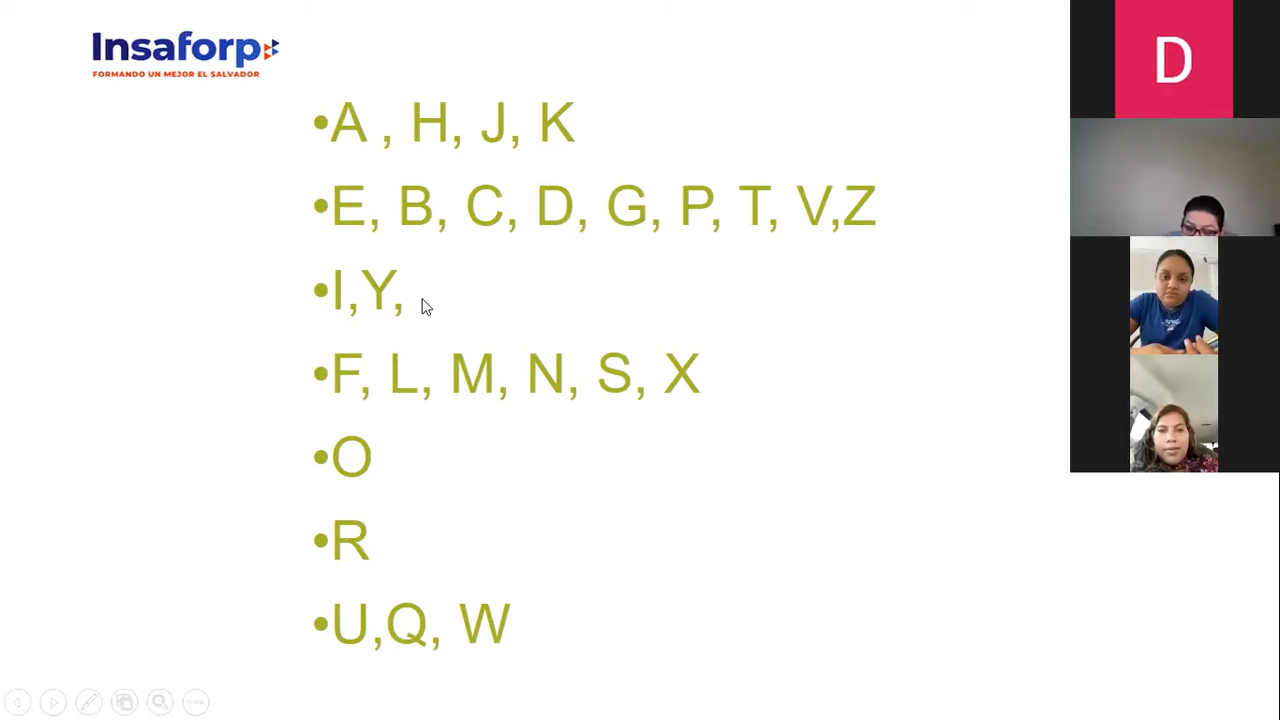 Insaforp
FORMANDO UN MEJOR EL SALVADOR
D
•A , H, J, K
•E, B, C, D, G, P, T, V,Z
•I,Y,
•F, L, M, N, S, X
•O
•R
•U,Q, W